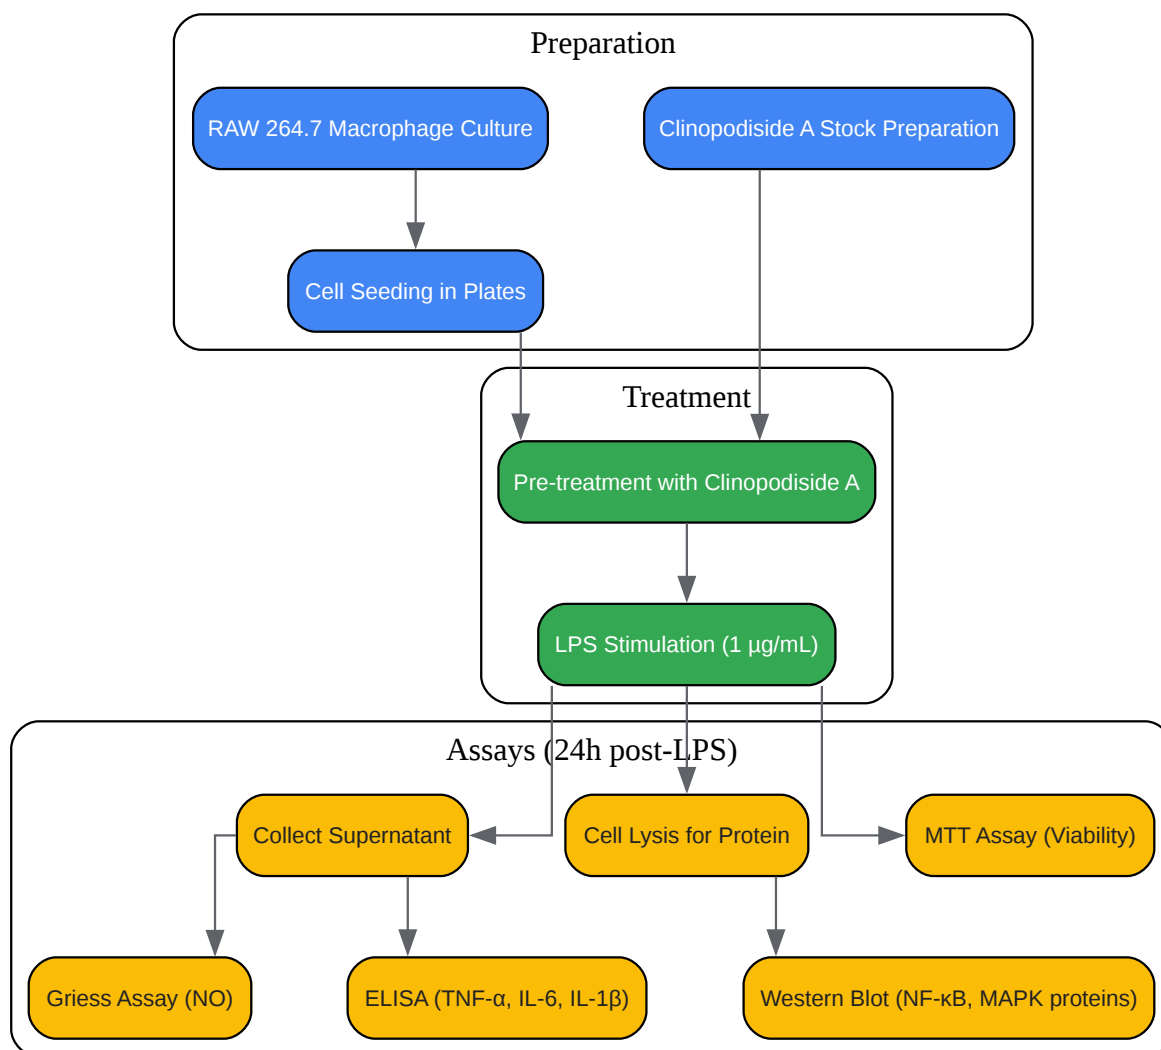 Preparation
RAW 264.7 Macrophage Culture
Clinopodiside A Stock Preparation
Cell Seeding in Plates
Treatment
Pre-treatment with Clinopodiside A
LPS Stimulation (1 µg/mL)
Assays (24h post-LPS)
Collect Supernatant
Cell Lysis for Protein
MTT Assay (Viability)
Griess Assay (NO)
ELISA (TNF-α, IL-6, IL-1β)
Western Blot (NF-κB, MAPK proteins)